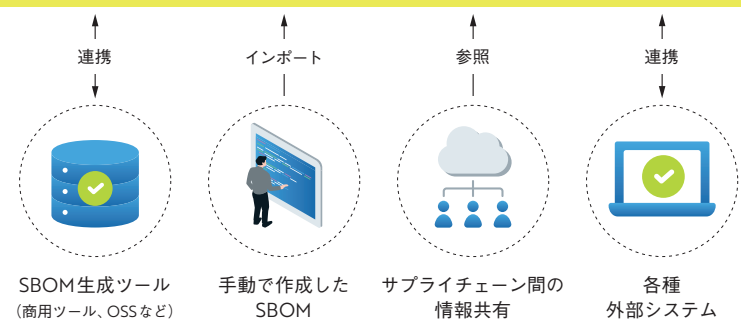 連携
インポート
参照
連携
SBOM生成ツール
(商用ツール、OSSなど)
手動で作成した
SBOM
サプライチェーン間の
情報共有
各種
外部システム